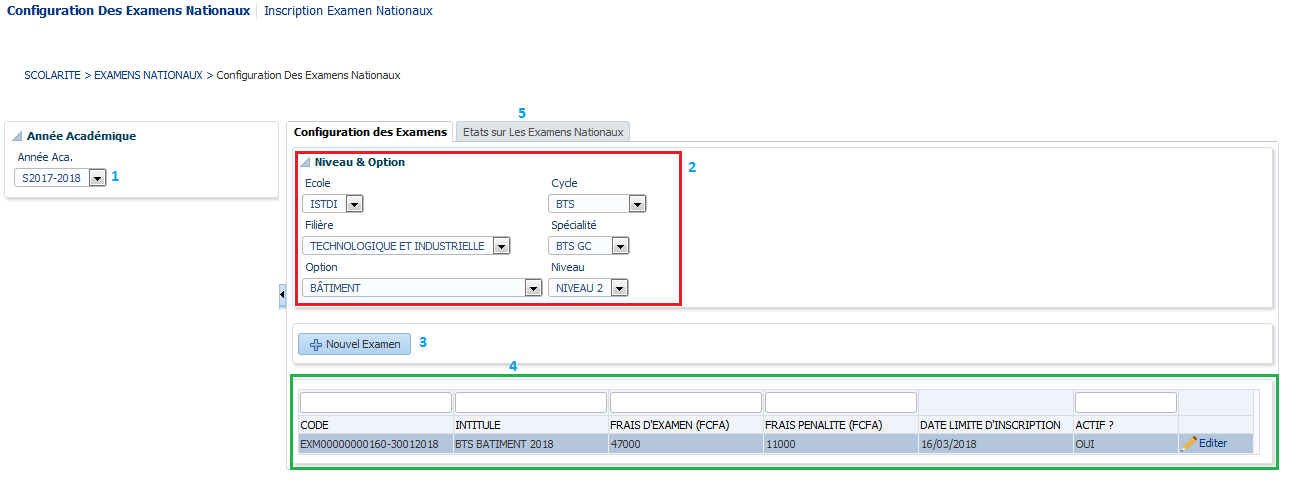 Configuration Des Examens Nationaux Inscription Examen Nationaux
SCOLARITE > EXAMENS NATIONAUX > Configuration Des Examens Nationaux
Année Académique
Année Aca.
S2017-2018 1
5
Configuration des Examens Etats sur Les Examens Nationaux
Niveau & Option 2
Ecole Cycle
ISTDI BTS
Filière Spécialité
TECHNOLOGIQUE ET INDUSTRIELLE BTS GC
Option Niveau
BÂTIMENT NIVEAU 2
Nouvel Examen 3
4
CODE INTITULE FRAIS D'EXAMEN (FCFA) FRAIS PENALITE (FCFA) DATE LIMITE D'INSCRIPTION ACTIF ?
EXM00000000160-30012018 BTS BATIMENT 2018 47000 11000 16/03/2018 OUI Editer